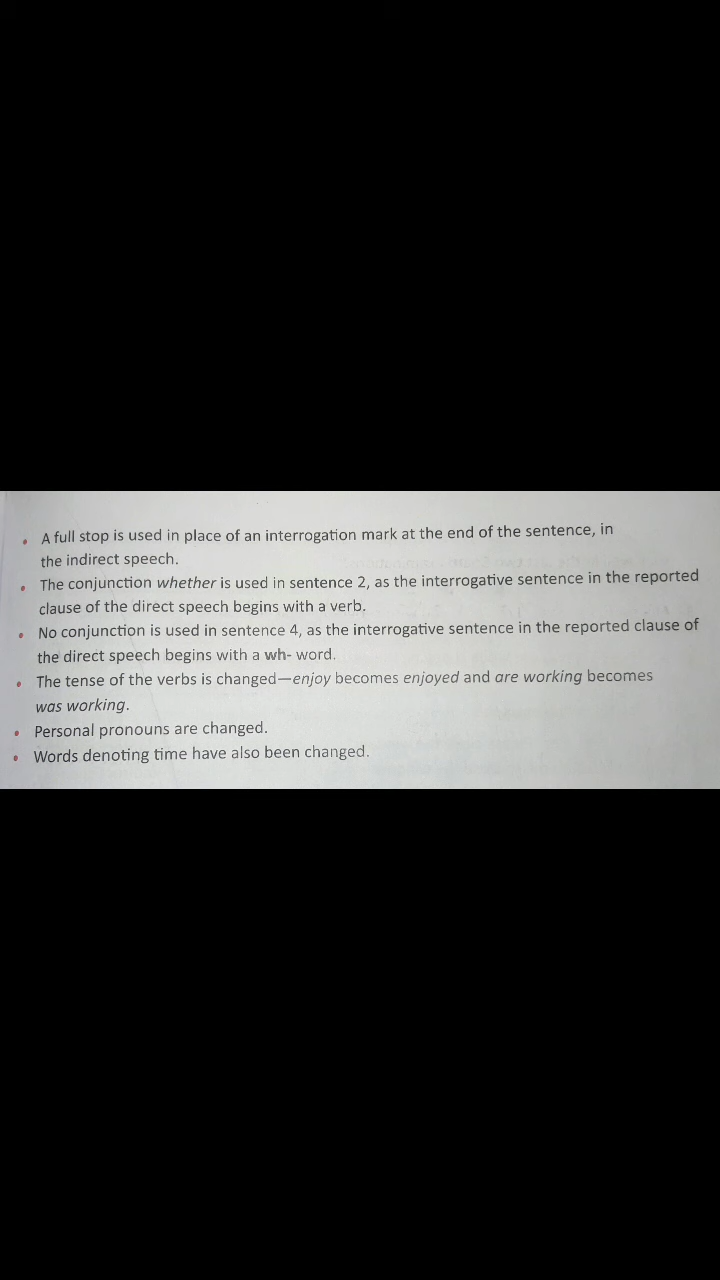 • A full stop is used in place of an interrogation mark at the end of the sentence, in
the indirect speech.
• The conjunction whether is used in sentence 2, as the interrogative sentence in the reported
clause of the direct speech begins with a verb.
• No conjunction is used in sentence 4, as the interrogative sentence in the reported clause of
the direct speech begins with a wh- word.
• The tense of the verbs is changed—enjoy becomes enjoyed and are working becomes
was working.
• Personal pronouns are changed.
• Words denoting time have also been changed.